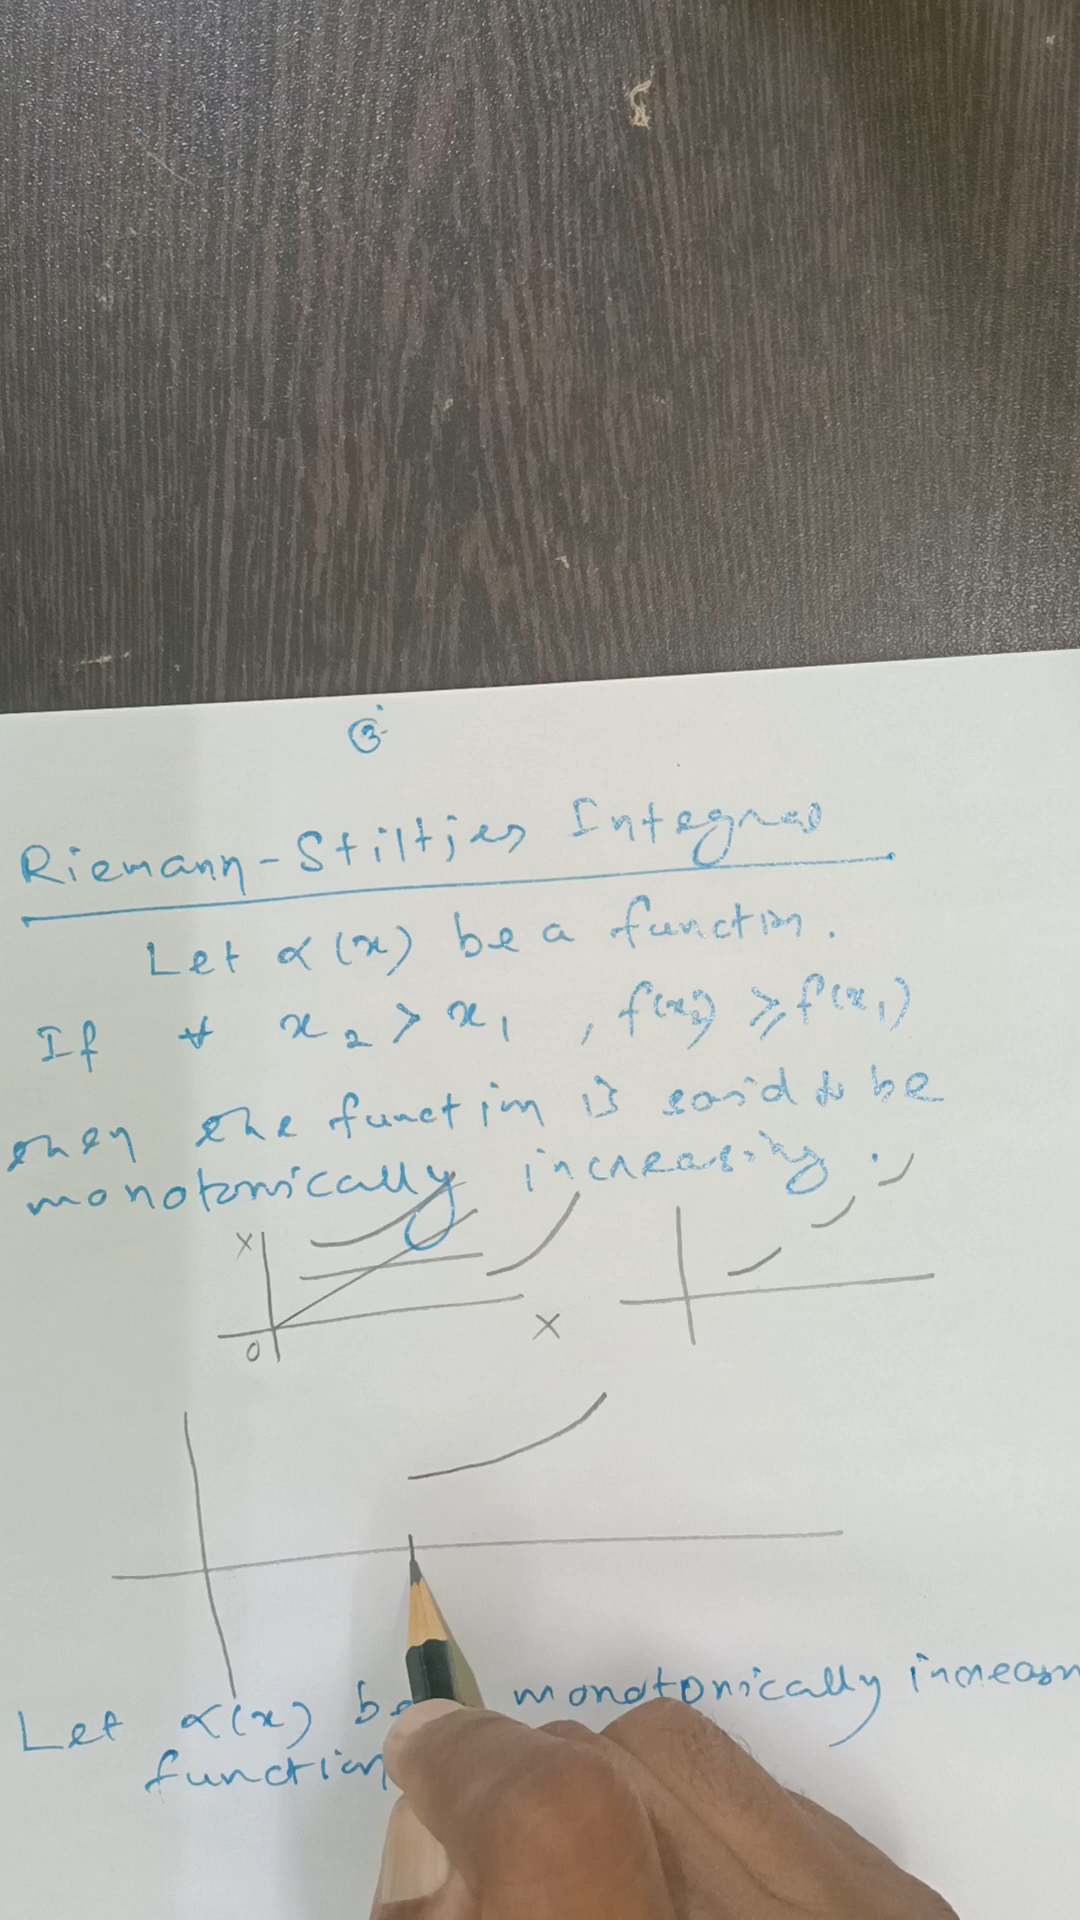 3
Riemann-Stiltjes Integral
Let α(x) be a function.
If ∀ x₂ > x₁ , f(x₂) ≥ f(x₁)
then the function is said to be
monotonically increasing.
X
O
X
Let α(x) be monotonically increasin
function